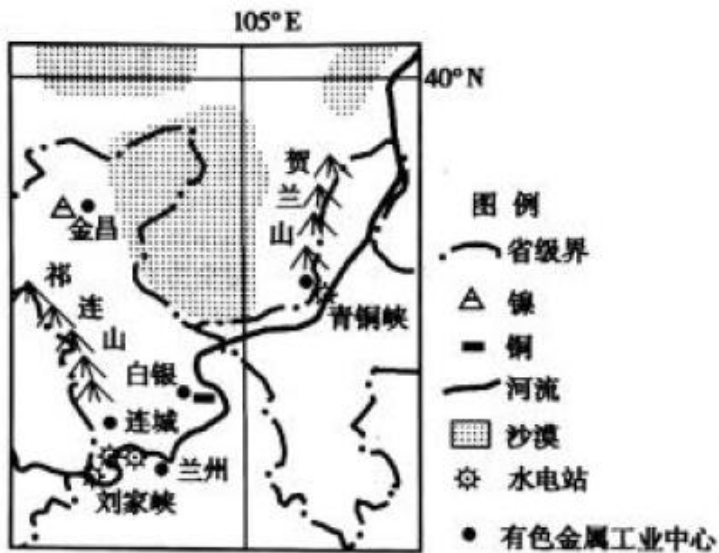 105°E
40°N
贺
兰
山
金昌
祁
连
山
青铜峡
白银
连城
兰州
刘家峡
图 例
省级界
镍
铜
河流
沙漠
水电站
有色金属工业中心